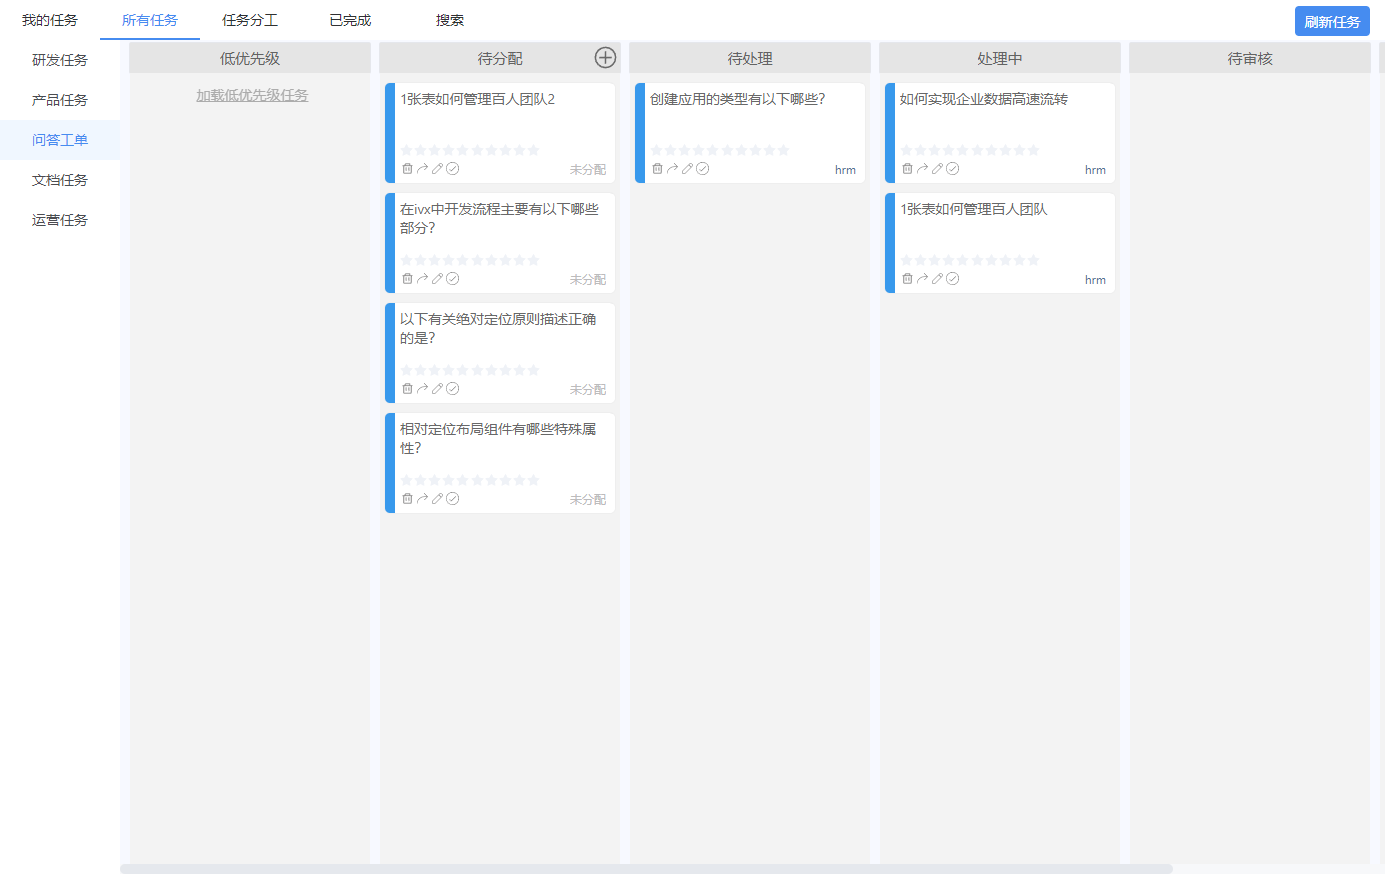 我的任务
所有任务
任务分工
已完成
搜索
刷新任务
研发任务
产品任务
问答工单
文档任务
运营任务
低优先级
加载低优先级任务
待分配
1张表如何管理百人团队2
未分配
在ivx中开发流程主要有以下哪些
部分?
未分配
以下有关绝对定位原则描述正确
的是?
未分配
相对定位布局组件有哪些特殊属
性?
未分配
待处理
创建应用的类型有以下哪些?
hrm
处理中
如何实现企业数据高速流转
hrm
1张表如何管理百人团队
hrm
待审核